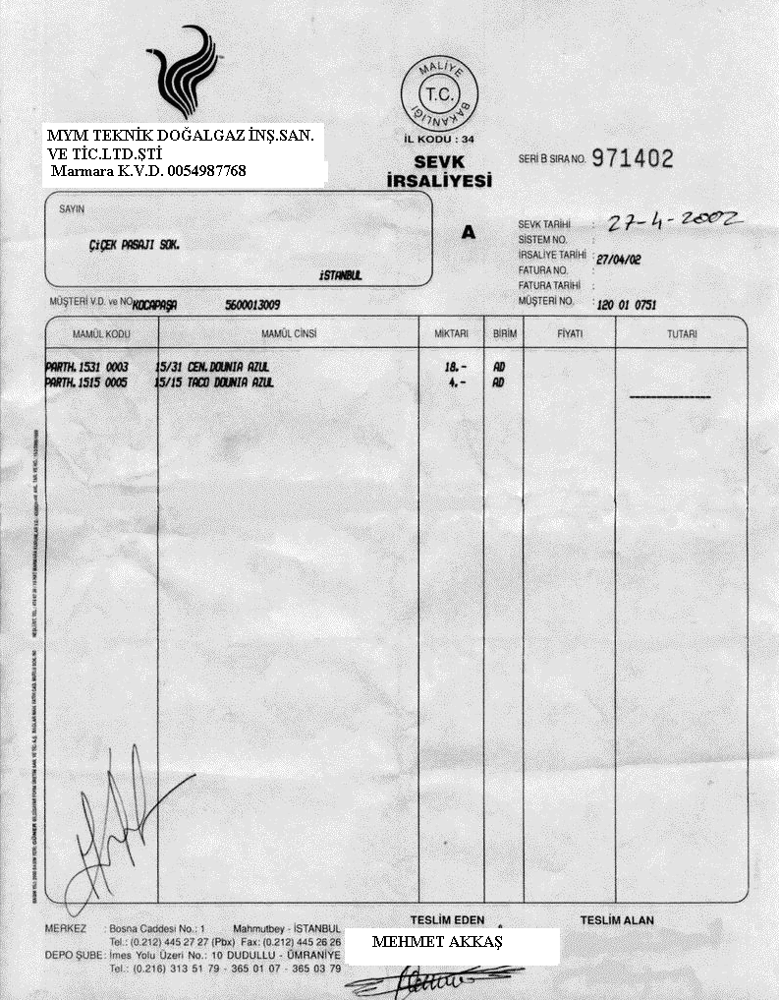 MALİYE BAKANLIĞI
T.C.
İL KODU : 34
MYM TEKNİK DOĞALGAZ İNŞ.SAN.
VE TİC.LTD.ŞTİ
Marmara K.V.D. 0054987768
SEVK
İRSALİYESİ
SERİ B SIRA NO. 971402
SAYIN
ÇİÇEK PASAJI SOK.
İSTANBUL
A
SEVK TARİHİ : 27-4-2002
SİSTEM NO. :
İRSALİYE TARİHİ : 27/04/02
FATURA NO. :
FATURA TARİHİ :
MÜŞTERİ NO. : 120 01 0751
MÜŞTERİ V.D. ve NO KOCAPAŞA 5600013009
MAMÜL KODU MAMÜL CİNSİ MİKTARI BİRİM FİYATI TUTARI
PARTH.1531 0003 15/31 CEN.DOUNIA AZUL 18.- AD
PARTH.1515 0005 15/15 TACO DOUNIA AZUL 4.- AD
MERKEZ : Bosna Caddesi No.: 1 Mahmutbey - İSTANBUL
Tel.: (0.212) 445 27 27 (Pbx) Fax: (0.212) 445 26 26
DEPO ŞUBE : İmes Yolu Üzeri No.: 10 DUDULLU - ÜMRANİYE
Tel.: (0.216) 313 51 79 - 365 01 07 - 365 03 79
TESLİM EDEN TESLİM ALAN
MEHMET AKKAŞ